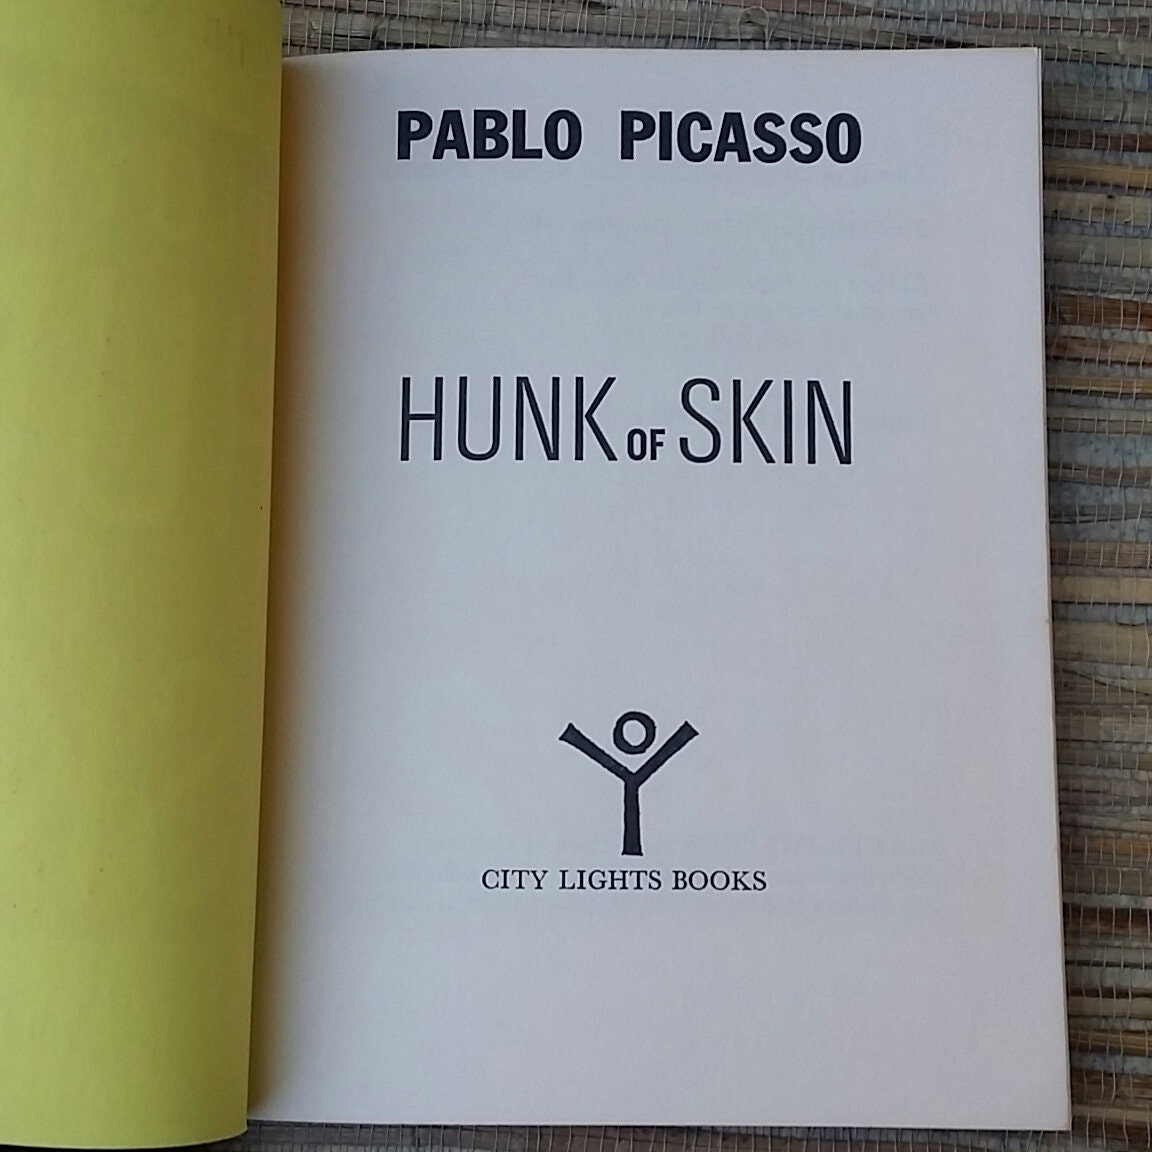 PABLO PICASSO
HUNK OF SKIN
CITY LIGHTS BOOKS